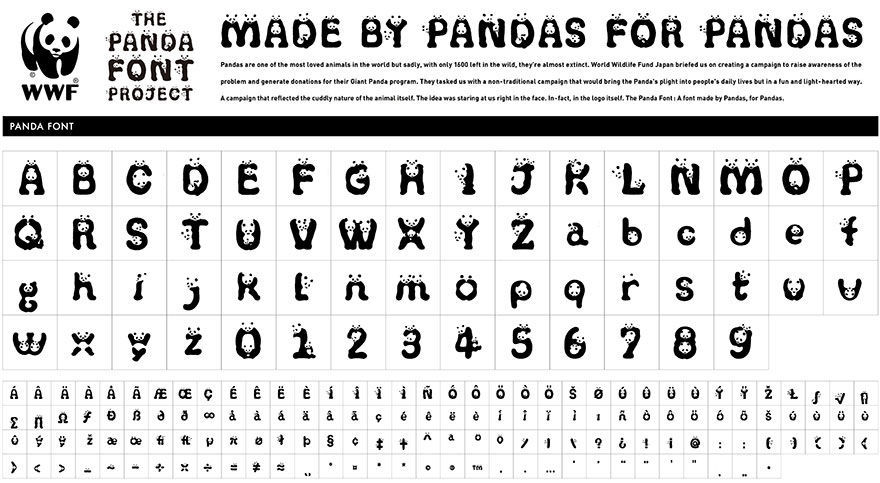 WWF
THE
PANDA
FONT
PROJECT
MADE BY PANDAS FOR PANDAS
Pandas are one of the most loved animals in the world but sadly, with only 1600 left in the wild, they're almost extinct. World Wildlife Fund Japan briefed us on creating a campaign to raise awareness of the
problem and generate donations for their Giant Panda program. They tasked us with a non-traditional campaign that would bring the Panda's plight into people's daily lives but in a fun and light-hearted way.
A campaign that reflected the cuddly nature of the animal itself. The idea was staring at us right in the face. In-fact, in the logo itself. The Panda Font : A font made by Pandas, for Pandas.
PANDA FONT
A B C D E F G H I J K L N M O P
Q R S T U V W X Y Z a b c d e f
g h i j k l n m o p q r s t u v
w x y z 0 1 2 3 4 5 6 7 8 9
Á Â Ä À Å Ã Æ Œ Ç É Ê Ë È Í Î Ï Ì Ñ Ó Ô Ö Ò Õ Š Ø Ú Û Ü Ù Ý Ÿ Ž Ł ∫ √ ∏
∑ ∏ Ω ƒ Ð ß ð ∞ å â á ä à ã ç é ê ë è í î ï ì ı ñ ó ô ö ò õ š ú û ü ù
û ý ÿ ž æ œ fi fl µ π ø ł þ § ¢ ‡ † ª º / | \ ? ¿ ! ¡ @ : ; ( ) { }